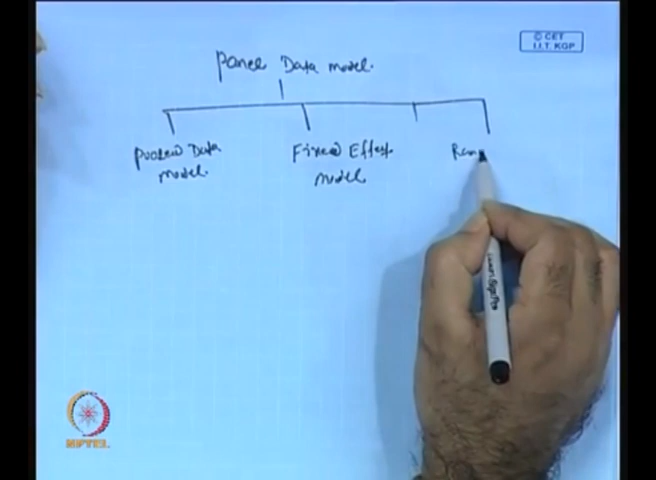 © CET
I.I.T. KGP
Panel Data model.
Pooled Data
model.
Fixed Effect
model.
Ran
NPTEL